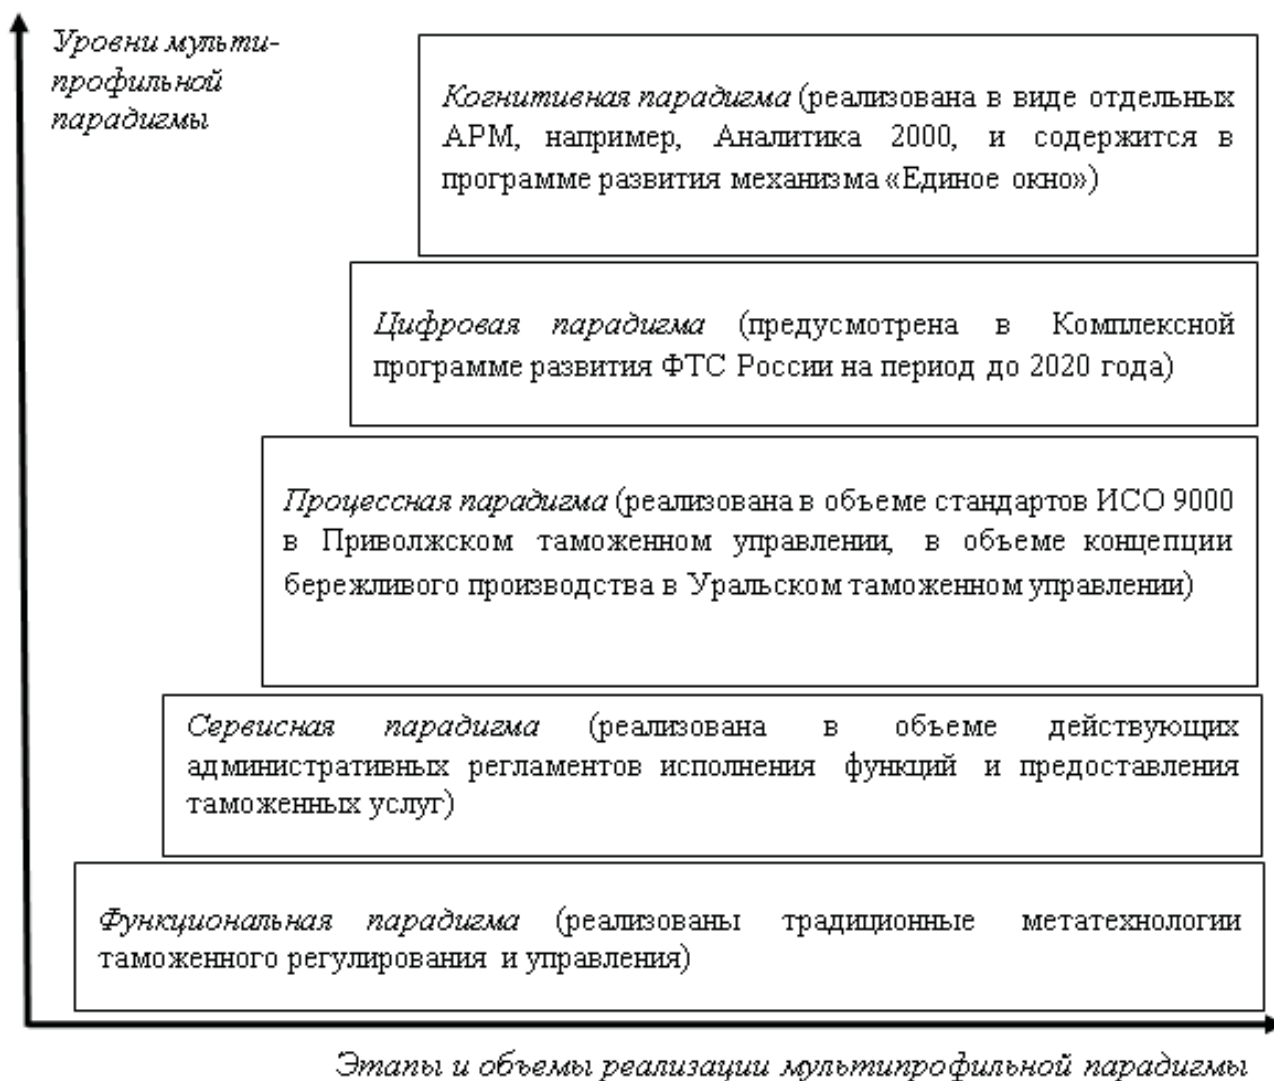 Уровни мульти-
профильной
парадигмы
Когнитивная парадигма (реализована в виде отдельных
АРМ, например, Аналитика 2000, и содержится в
программе развития механизма «Единое окно»)
Цифровая парадигма (предусмотрена в Комплексной
программе развития ФТС России на период до 2020 года)
Процессная парадигма (реализована в объеме стандартов ИСО 9000
в Приволжском таможенном управлении, в объеме концепции
бережливого производства в Уральском таможенном управлении)
Сервисная парадигма (реализована в объеме действующих
административных регламентов исполнения функций и предоставления
таможенных услуг)
Функциональная парадигма (реализованы традиционные метатехнологии
таможенного регулирования и управления)
Этапы и объемы реализации мультипрофильной парадигмы